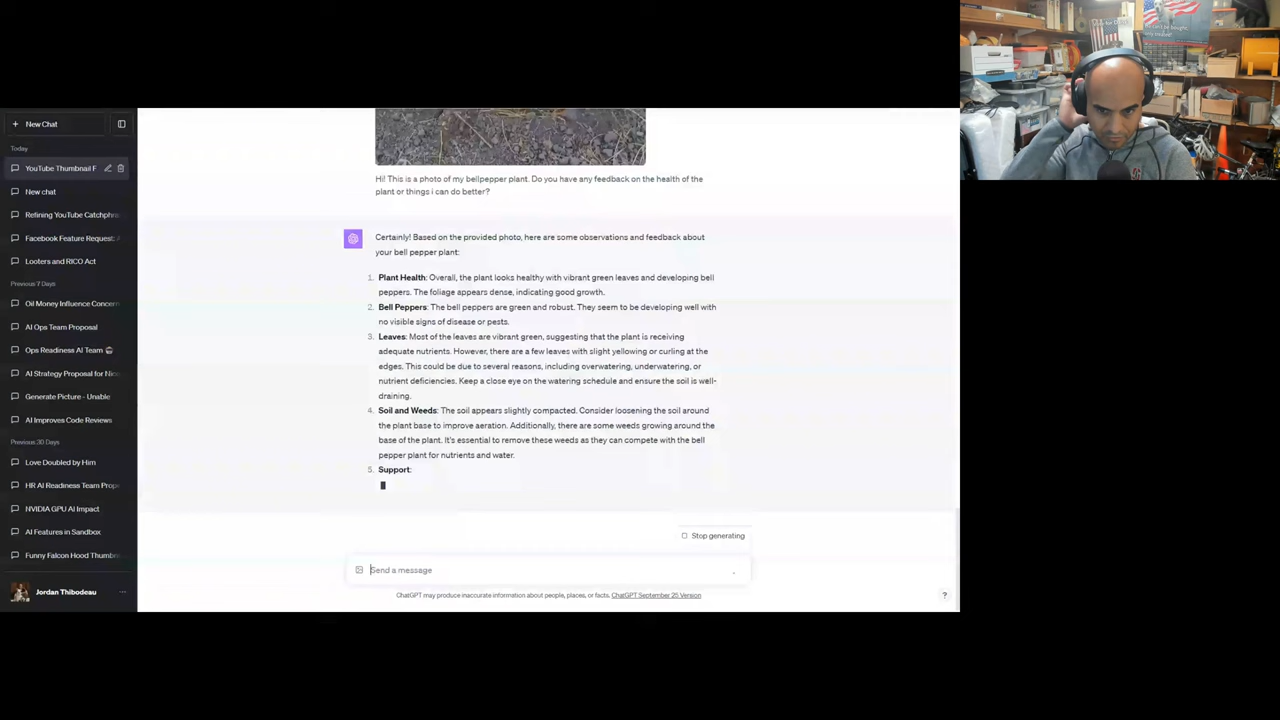 New Chat
Today
YouTube Thumbnail F
New chat
Refining YouTube Catchphra
Facebook Feature Request: A
Looters and RICO Act
Previous 7 Days
Oil Money Influence Concern
AI Ops Team Proposal
Ops Readiness AI Team
AI Strategy Proposal for Nice
Generate Picture - Unable
AI Improves Code Reviews
Previous 30 Days
Love Doubled by Him
HR AI Readiness Team Prop
NVIDIA GPU AI Impact
AI Features in Sandbox
Funny Falcon Hood Thumbn
Jordan Thibodeau
Hi! This is a photo of my bellpepper plant. Do you have any feedback on the health of the
plant or things i can do better?
Certainly! Based on the provided photo, here are some observations and feedback about
your bell pepper plant:
1. Plant Health: Overall, the plant looks healthy with vibrant green leaves and developing bell
peppers. The foliage appears dense, indicating good growth.
2. Bell Peppers: The bell peppers are green and robust. They seem to be developing well with
no visible signs of disease or pests.
3. Leaves: Most of the leaves are vibrant green, suggesting that the plant is receiving
adequate nutrients. However, there are a few leaves with slight yellowing or curling at the
edges. This could be due to several reasons, including overwatering, underwatering, or
nutrient deficiencies. Keep a close eye on the watering schedule and ensure the soil is well-
draining.
4. Soil and Weeds: The soil appears slightly compacted. Consider loosening the soil around
the plant base to improve aeration. Additionally, there are some weeds growing around the
base of the plant. It's essential to remove these weeds as they can compete with the bell
pepper plant for nutrients and water.
5. Support:
Stop generating
Send a message
ChatGPT may produce inaccurate information about people, places, or facts. ChatGPT September 25 Version
?